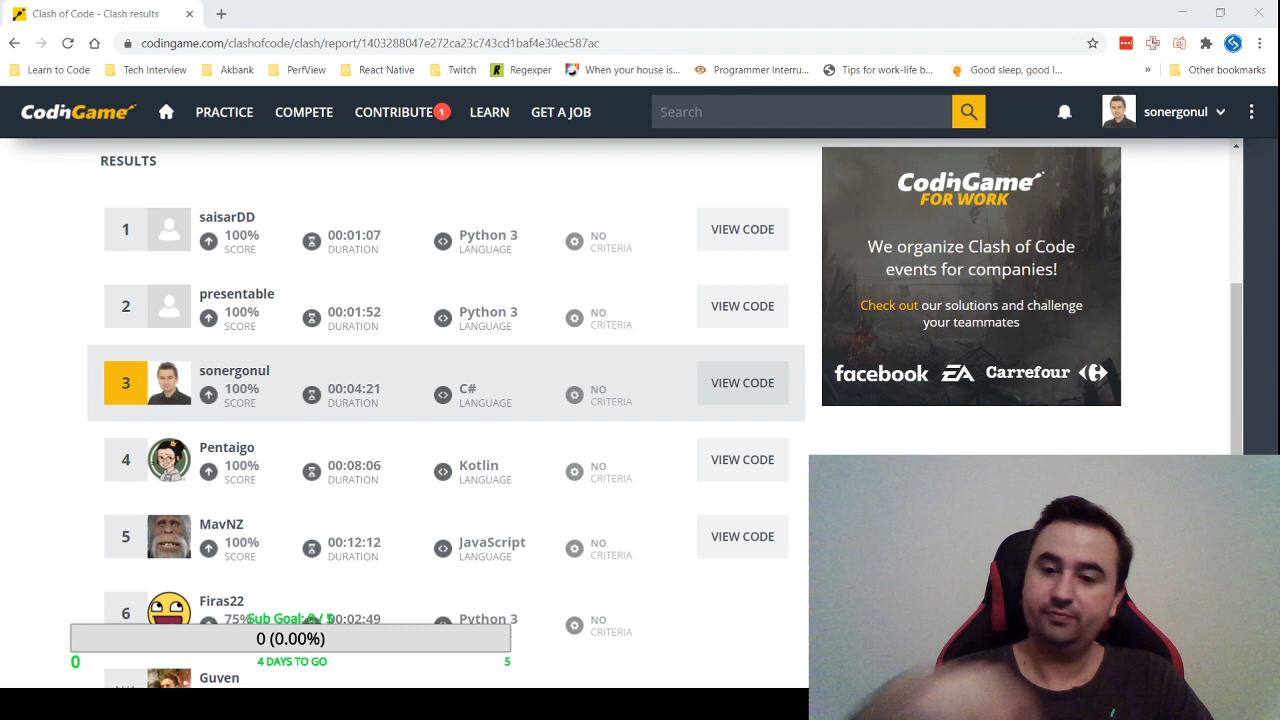 Clash of Code - Clash results
codingame.com/clashofcode/clash/report/1403288047a272ca23c743cd1baf4e30ec587ac
Learn to Code Tech Interview Akbank PerfView React Native Twitch Regexper When your house is... Programmer Interru... Tips for work-life b... Good sleep, good l... » Other bookmarks
CodinGame PRACTICE COMPETE CONTRIBUTE 1 LEARN GET A JOB Search sonergonul
RESULTS
1 saisarDD
100% 00:01:07 Python 3 NO VIEW CODE
SCORE DURATION LANGUAGE CRITERIA
2 presentable
100% 00:01:52 Python 3 NO VIEW CODE
SCORE DURATION LANGUAGE CRITERIA
3 sonergonul
100% 00:04:21 C# NO VIEW CODE
SCORE DURATION LANGUAGE CRITERIA
4 Pentaigo
100% 00:08:06 Kotlin NO VIEW CODE
SCORE DURATION LANGUAGE CRITERIA
5 MavNZ
100% 00:12:12 JavaScript NO VIEW CODE
SCORE DURATION LANGUAGE CRITERIA
6 Firas22
75% 00:02:49 Python 3 NO
CRITERIA
Guven
CodinGame
FOR WORK
We organize Clash of Code
events for companies!
Check out our solutions and challenge
your teammates
facebook EA Carrefour
Sub Goal: 0 / 5
0 (0.00%)
0 4 DAYS TO GO 5